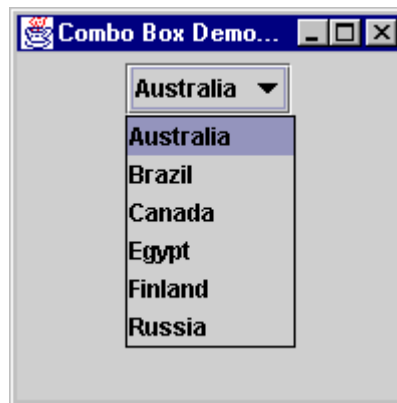 Combo Box Demo...
Australia
Australia
Brazil
Canada
Egypt
Finland
Russia